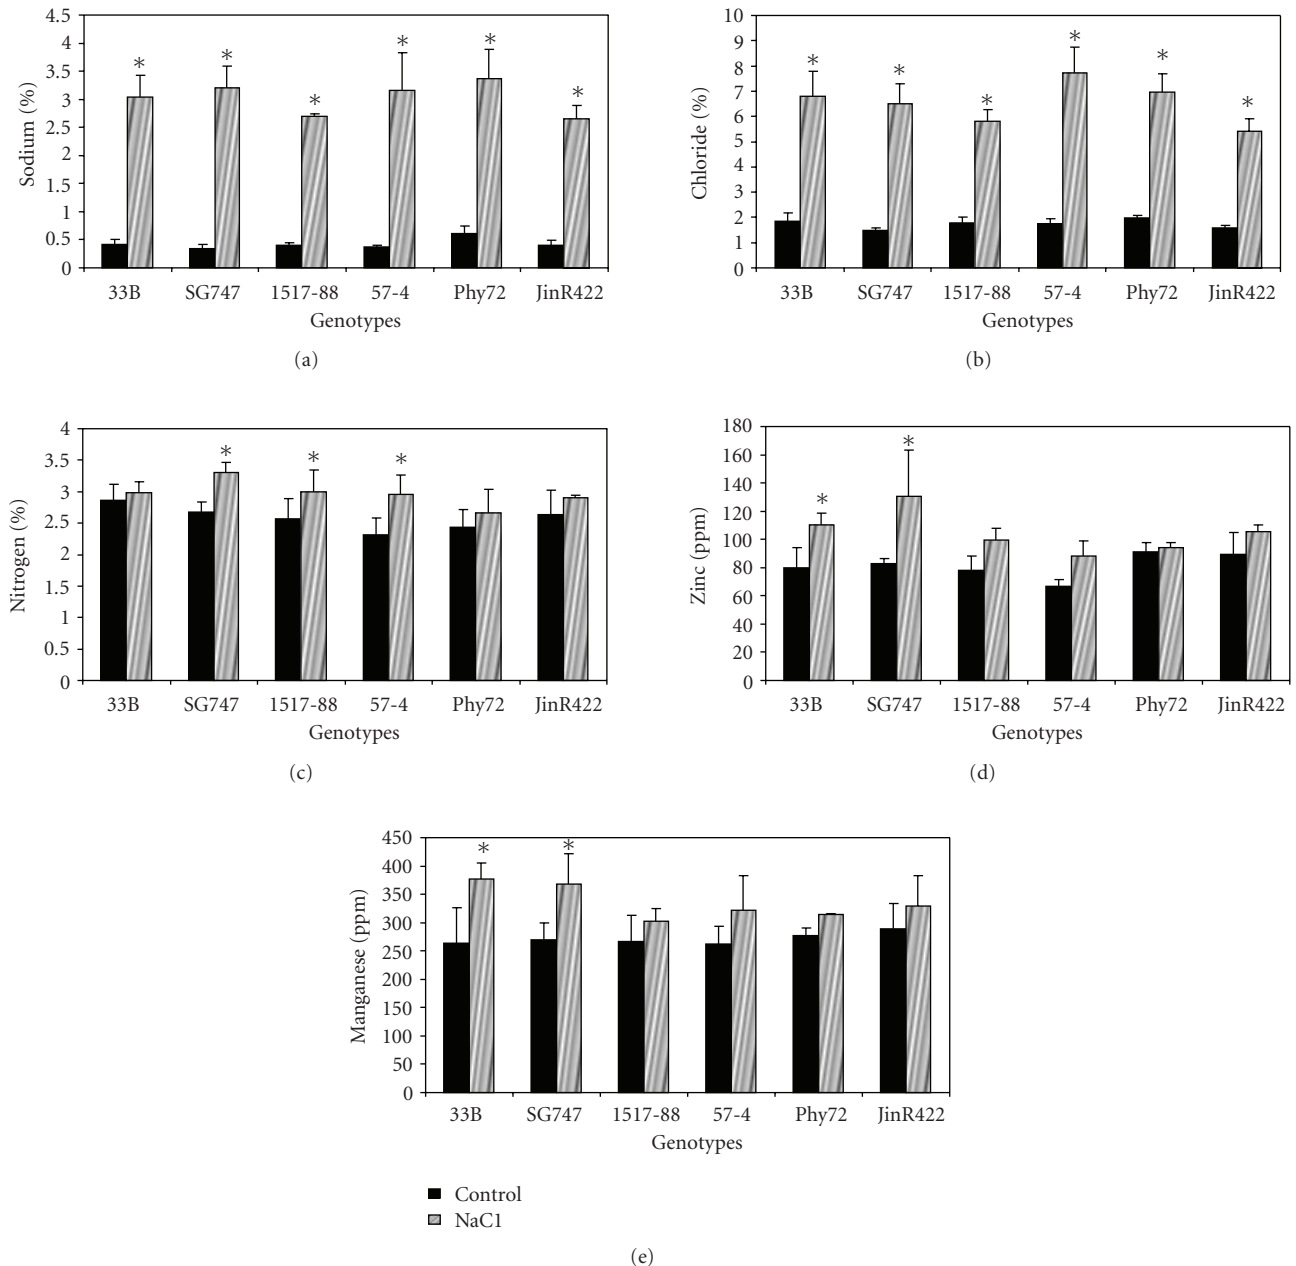 4.5
4
3.5
3
2.5
2
1.5
1
0.5
0
Sodium (%)
* * * * * *
33B SG747 1517-88 57-4 Phy72 JinR422
Genotypes
(a)
10
9
8
7
6
5
4
3
2
1
0
Chloride (%)
* * * * * *
33B SG747 1517-88 57-4 Phy72 JinR422
Genotypes
(b)
4
3.5
3
2.5
2
1.5
1
0.5
0
Nitrogen (%)
* * *
33B SG747 1517-88 57-4 Phy72 JinR422
Genotypes
(c)
180
160
140
120
100
80
60
40
20
0
Zinc (ppm)
* *
33B SG747 1517-88 57-4 Phy72 JinR422
Genotypes
(d)
450
400
350
300
250
200
150
100
50
0
Manganese (ppm)
* *
33B SG747 1517-88 57-4 Phy72 JinR422
Genotypes
Control
NaC1
(e)